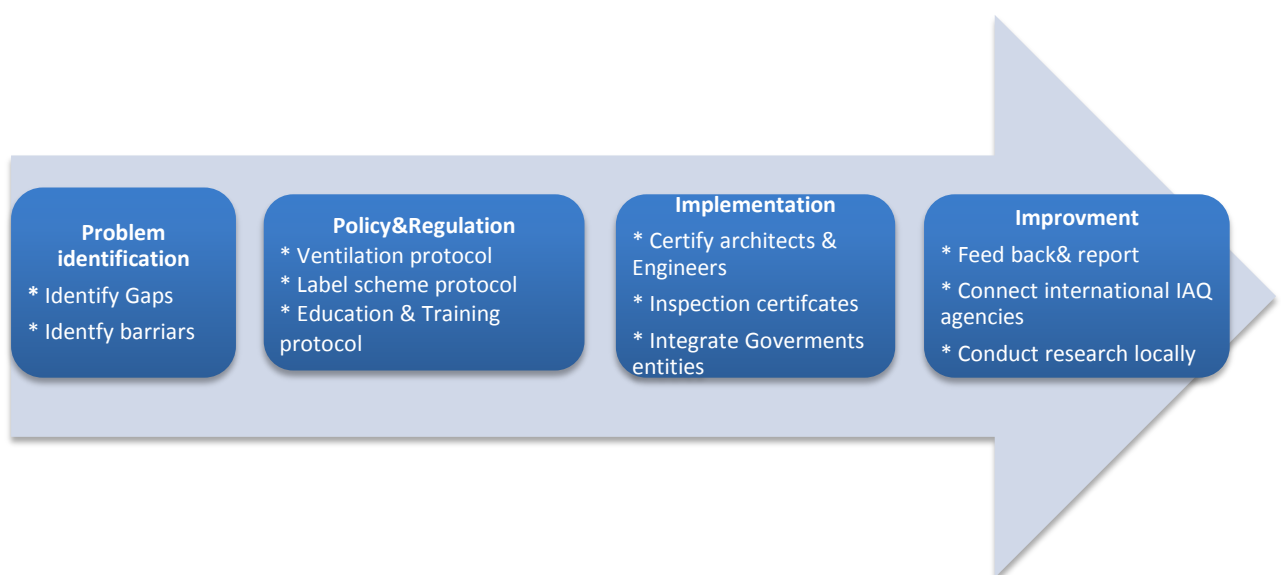 Problem
identification
* Identify Gaps
* Identfy barriars
Policy&Regulation
* Ventilation protocol
* Label scheme protocol
* Education & Training
protocol
Implementation
* Certify architects &
Engineers
* Inspection certifcates
* Integrate Goverments
entities
Improvment
* Feed back& report
* Connect international IAQ
agencies
* Conduct research locally